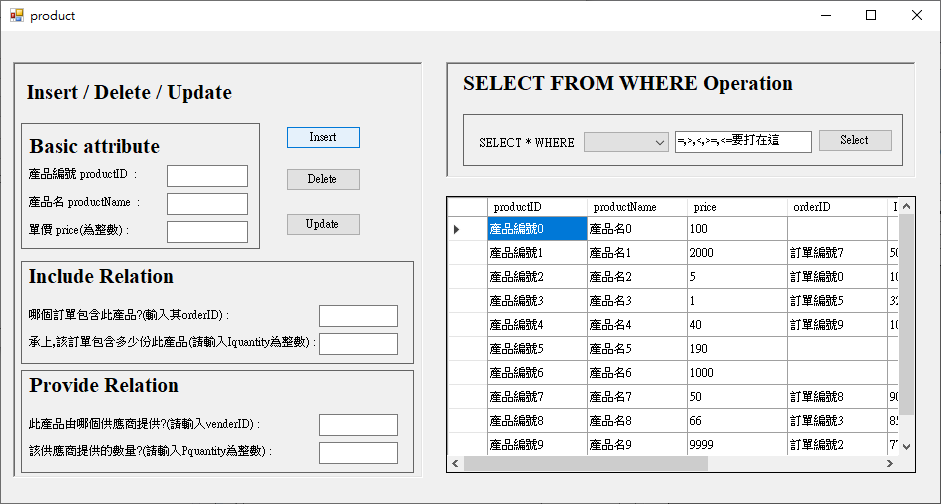 product
Insert / Delete / Update
Basic attribute
產品編號 productID :
產品名 productName :
單價 price(為整數) :
Insert
Delete
Update
Include Relation
哪個訂單包含此產品?(輸入其orderID) :
承上,該訂單包含多少份此產品(請輸入Iquantity為整數) :
Provide Relation
此產品由哪個供應商提供?(請輸入venderID) :
該供應商提供的數量?(請輸入Pquantity為整數) :
SELECT FROM WHERE Operation
SELECT * WHERE =,>,<,>=,<=要打在這 Select
productID productName price orderID I
產品編號0 產品名0 100
產品編號1 產品名1 2000 訂單編號7 50
產品編號2 產品名2 5 訂單編號0 10
產品編號3 產品名3 1 訂單編號5 32
產品編號4 產品名4 40 訂單編號9 10
產品編號5 產品名5 190
產品編號6 產品名6 1000
產品編號7 產品名7 50 訂單編號8 90
產品編號8 產品名8 66 訂單編號3 85
產品編號9 產品名9 9999 訂單編號2 77